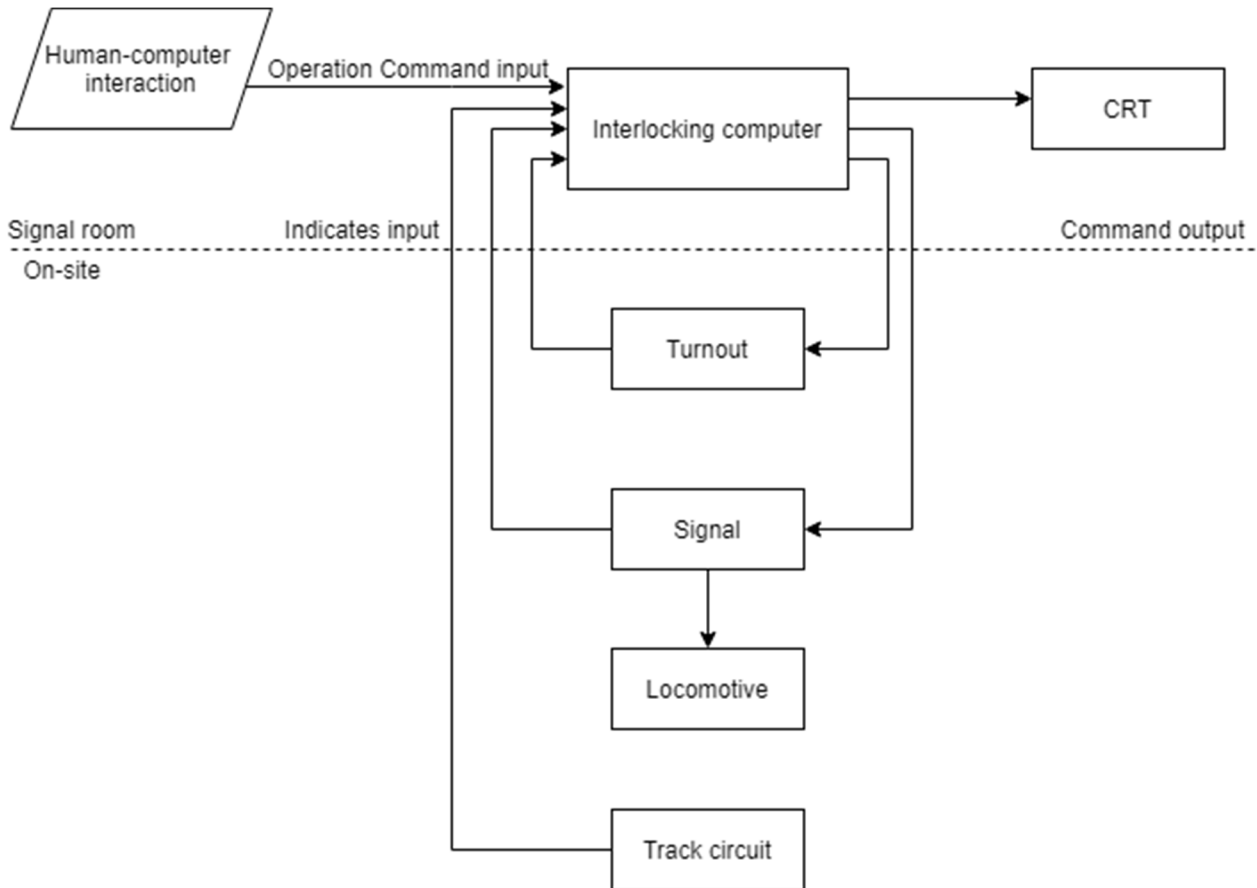 Human-computer
interaction
Operation Command input
Interlocking computer
CRT
Signal room
Indicates input
Command output
On-site
Turnout
Signal
Locomotive
Track circuit